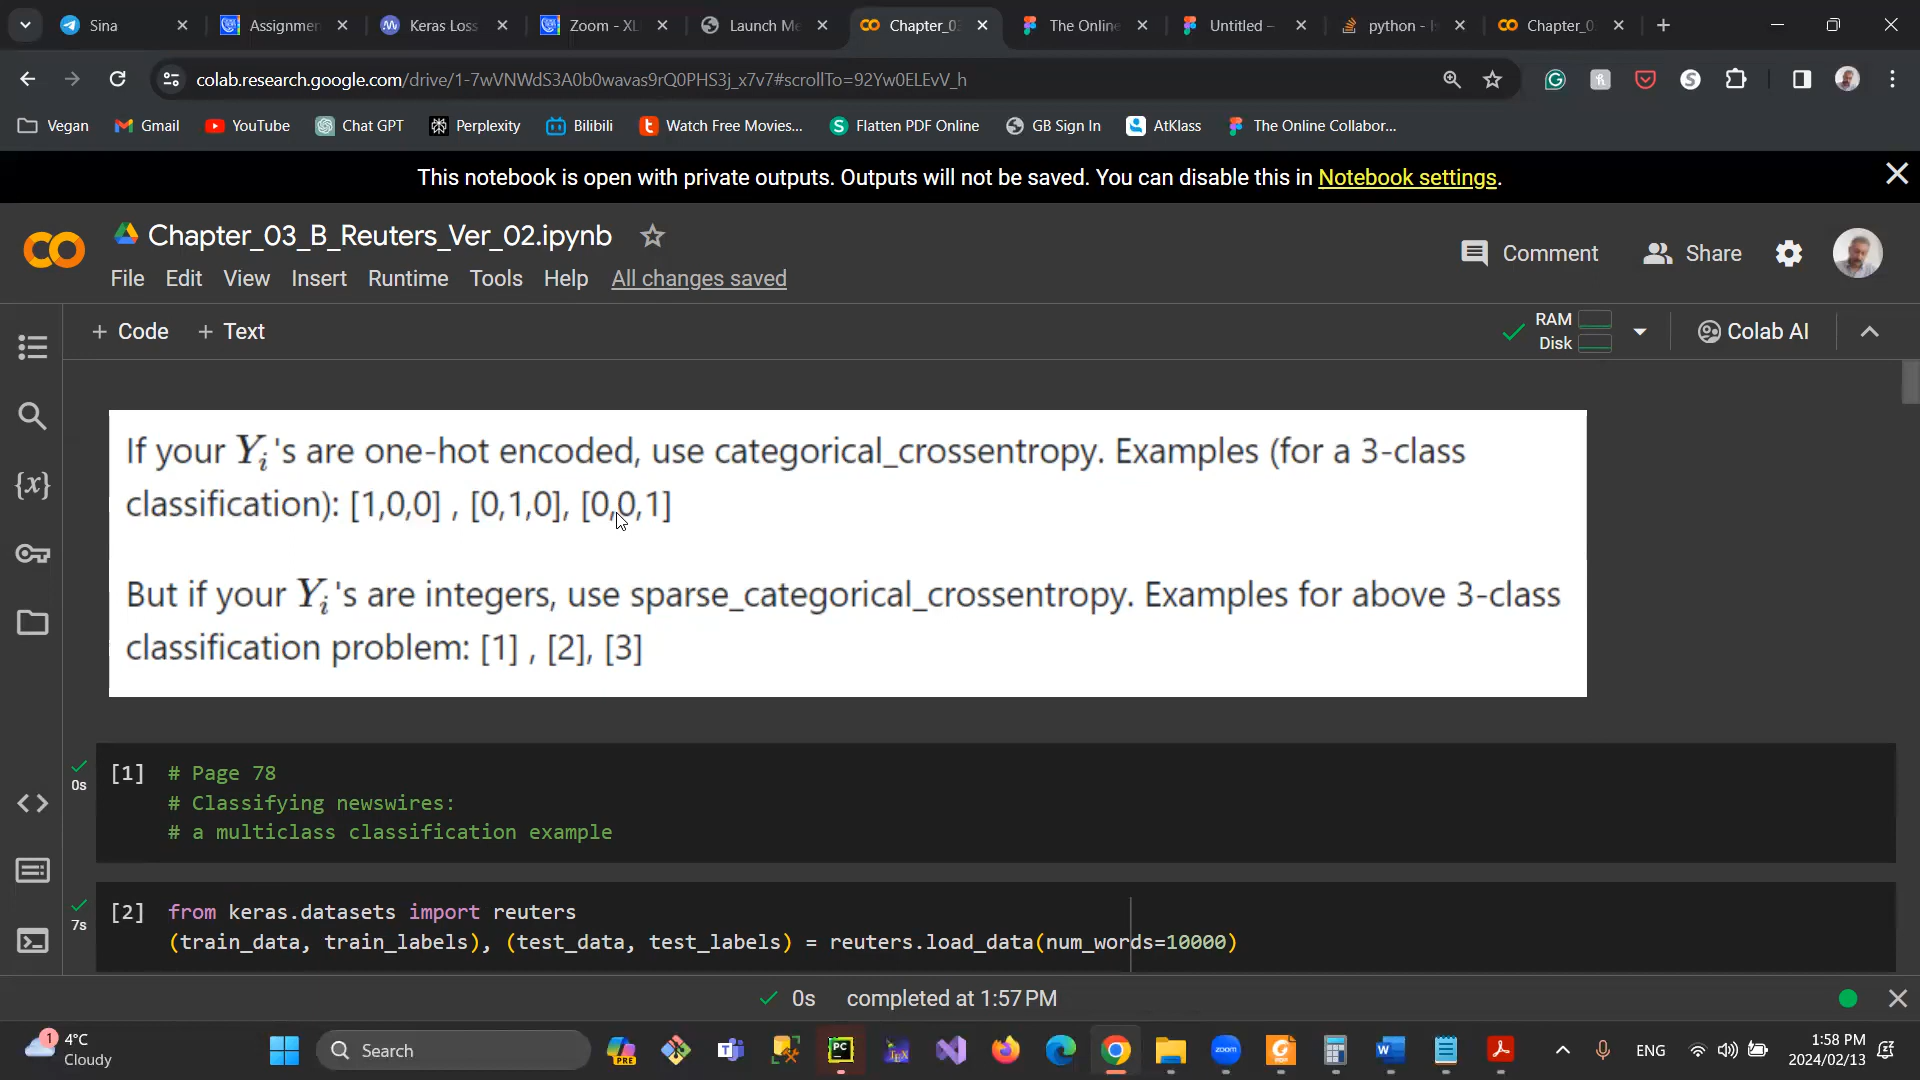 Sina
Assignmen
Keras Loss
Zoom - XL
Launch Me
Chapter_03
The Online
Untitled –
python - Is
Chapter_0
colab.research.google.com/drive/1-7wVNWdS3A0b0wavas9rQ0PHS3j_x7v7#scrollTo=92Yw0ELEvV_h
Vegan
Gmail
YouTube
Chat GPT
Perplexity
Bilibili
Watch Free Movies...
Flatten PDF Online
GB Sign In
AtKlass
The Online Collabor...
This notebook is open with private outputs. Outputs will not be saved. You can disable this in Notebook settings.
Chapter_03_B_Reuters_Ver_02.ipynb
Comment
Share
File Edit View Insert Runtime Tools Help All changes saved
+ Code + Text
RAM
Disk
Colab AI
If your Yi's are one-hot encoded, use categorical_crossentropy. Examples (for a 3-class
classification): [1,0,0] , [0,1,0], [0,0,1]
But if your Yi's are integers, use sparse_categorical_crossentropy. Examples for above 3-class
classification problem: [1] , [2], [3]
0s
[1] # Page 78
# Classifying newswires:
# a multiclass classification example
7s
[2] from keras.datasets import reuters
(train_data, train_labels), (test_data, test_labels) = reuters.load_data(num_words=10000)
0s completed at 1:57 PM
1
4°C
Cloudy
Search
PRE
PC
TEX
zoom
W
ENG
1:58 PM
2024/02/13